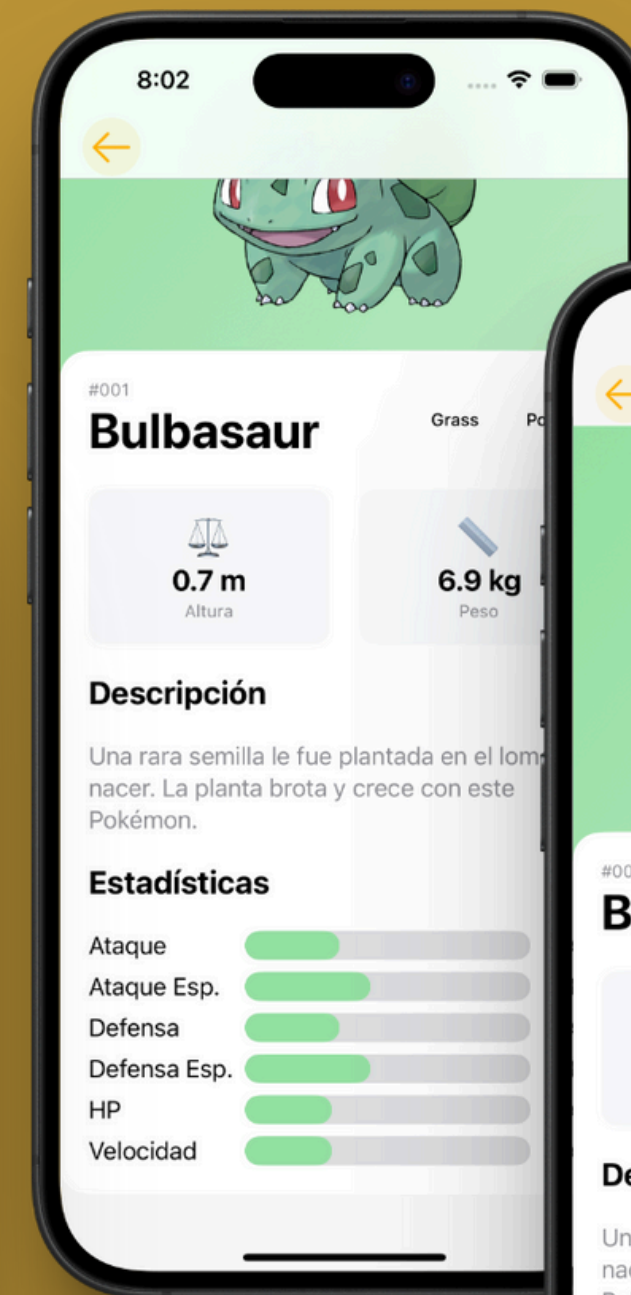 8:02
#001
Bulbasaur
Grass
0.7 m
6.9 kg
Altura
Peso
Descripción
Una rara semilla le fue plantada en el
nacer. La planta brota y crece con este
Pokémon.
Estadísticas
Ataque
Ataque Esp.
Defensa
Defensa Esp.
HP
Velocidad